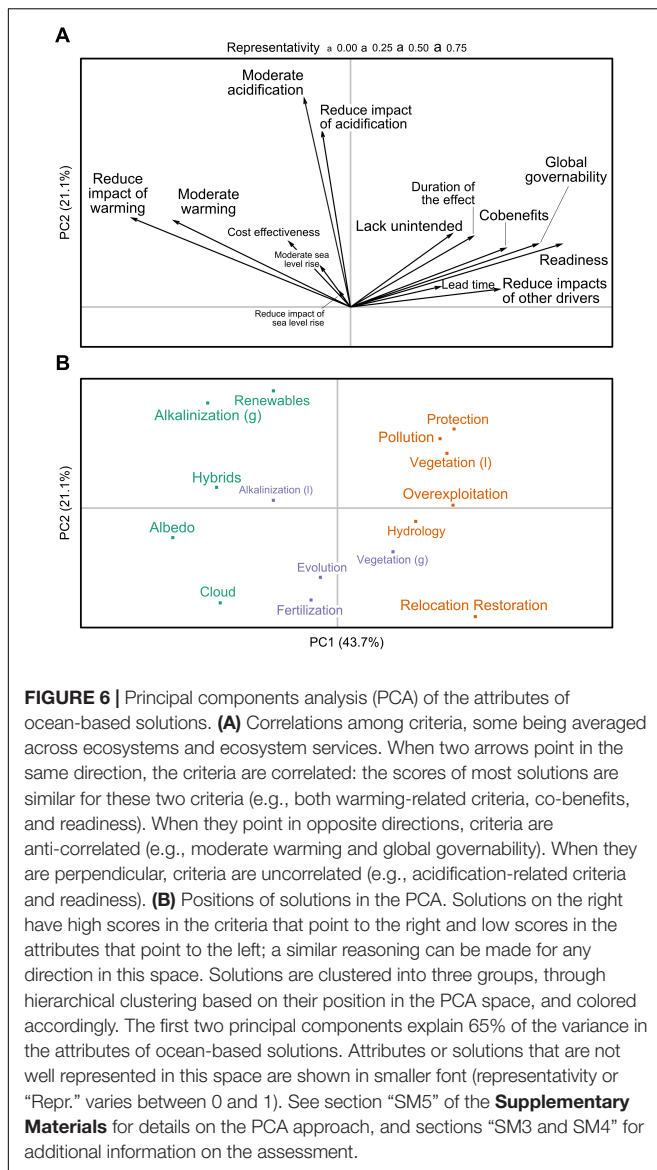 A
Representativity a 0.00 a 0.25 a 0.50 a 0.75
Moderate
acidification
Reduce impact
of acidification
Global
governability
Reduce
impact of
warming
Moderate
warming
Duration of
the effect
Cobenefits
Cost effectiveness
Lack unintended
Moderate sea
level rise
Readiness
Lead time
Reduce impacts
of other drivers
Reduce impact of
sea level rise
PC2 (21.1%)
B
Renewables
Alkalinization (g)
Protection
Pollution
Vegetation (l)
Hybrids
Alkalinization (l)
Overexploitation
Albedo
Hydrology
Vegetation (g)
Evolution
Cloud
Fertilization
Relocation Restoration
PC2 (21.1%)
PC1 (43.7%)
FIGURE 6 | Principal components analysis (PCA) of the attributes of
ocean-based solutions. (A) Correlations among criteria, some being averaged
across ecosystems and ecosystem services. When two arrows point in the
same direction, the criteria are correlated: the scores of most solutions are
similar for these two criteria (e.g., both warming-related criteria, co-benefits,
and readiness). When they point in opposite directions, criteria are
anti-correlated (e.g., moderate warming and global governability). When they
are perpendicular, criteria are uncorrelated (e.g., acidification-related criteria
and readiness). (B) Positions of solutions in the PCA. Solutions on the right
have high scores in the criteria that point to the right and low scores in the
attributes that point to the left; a similar reasoning can be made for any
direction in this space. Solutions are clustered into three groups, through
hierarchical clustering based on their position in the PCA space, and colored
accordingly. The first two principal components explain 65% of the variance in
the attributes of ocean-based solutions. Attributes or solutions that are not
well represented in this space are shown in smaller font (representativity or
“Repr.” varies between 0 and 1). See section “SM5” of the Supplementary
Materials for details on the PCA approach, and sections “SM3 and SM4” for
additional information on the assessment.